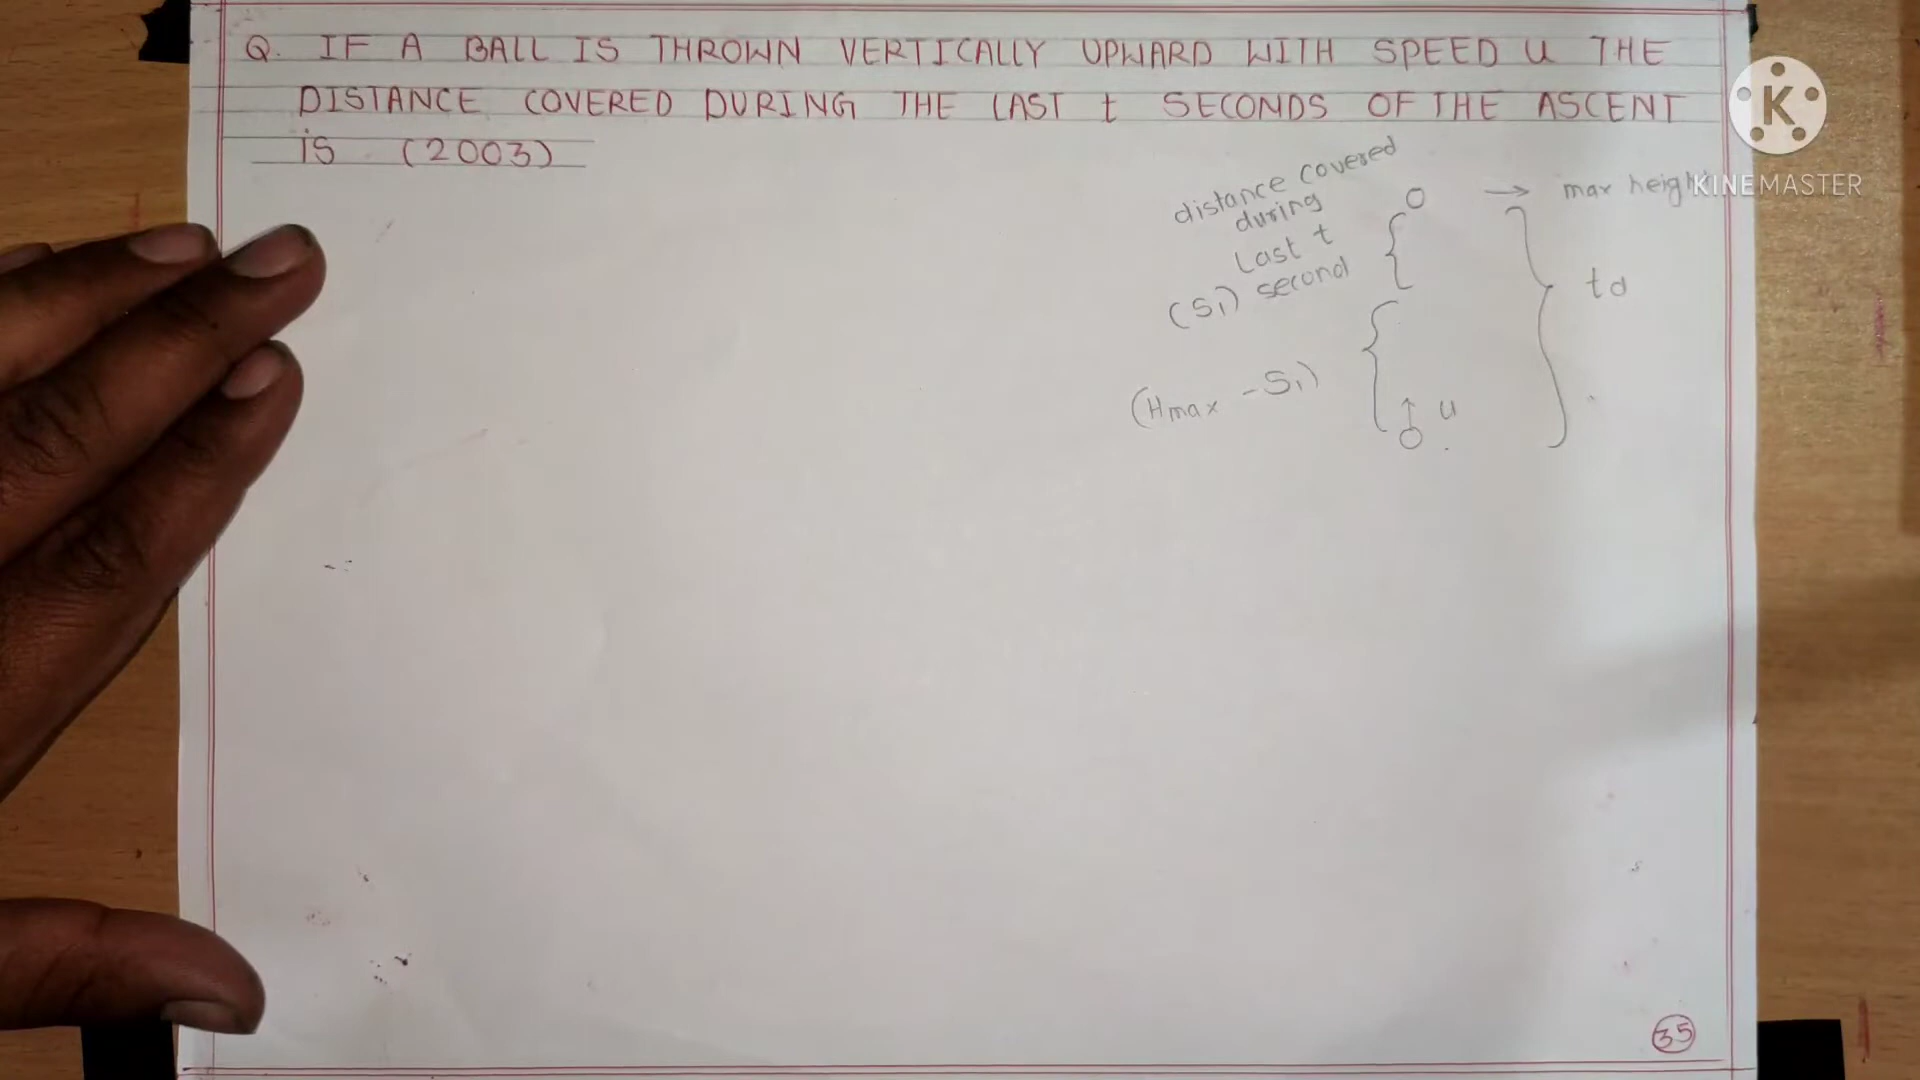 Q. IF A BALL IS THROWN VERTICALLY UPWARD WITH SPEED u THE
DISTANCE COVERED DURING THE LAST t SECONDS OF THE ASCENT
is (2003)
distance covered
during
Last t
(S1) second
→ max height
td
(Hmax - S1)
u
K
KINEMASTER
35